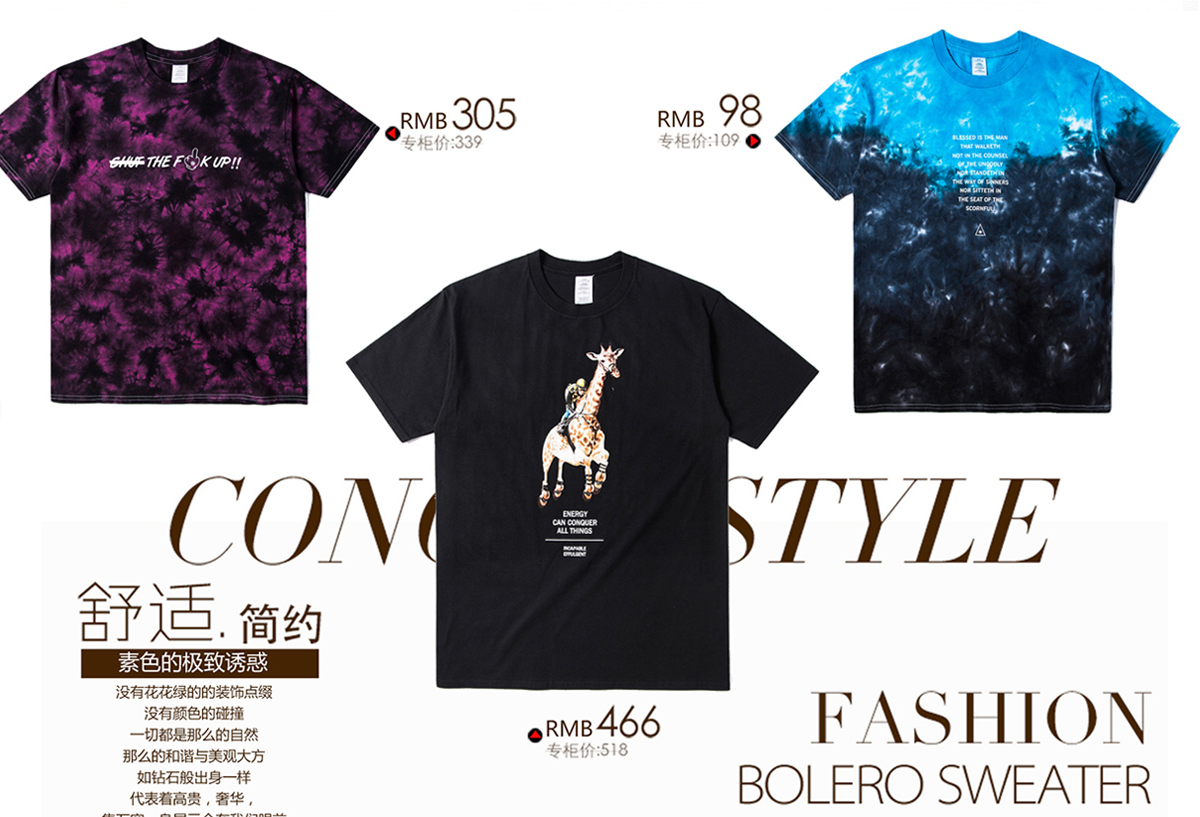 SHUT THE F K UP!!
RMB 305
专柜价:339
RMB 98
专柜价:109
BLESSED IS THE MAN
THAT WALKETH
NOT IN THE COUNSEL
OF THE UNGODLY
NOR STANDETH IN
THE WAY OF SINNERS
NOR SITTETH IN
THE SEAT OF THE
SCORNFUL
ENERGY
CAN CONQUER
ALL THINGS
INCAPABLE
EFFULGENT
STYLE
舒适.简约
素色的极致诱惑
没有花花绿的的装饰点缀
没有颜色的碰撞
一切都是那么的自然
那么的和谐与美观大方
如钻石般出身一样
代表着高贵，奢华，
RMB 466
专柜价:518
FASHION
BOLERO SWEATER